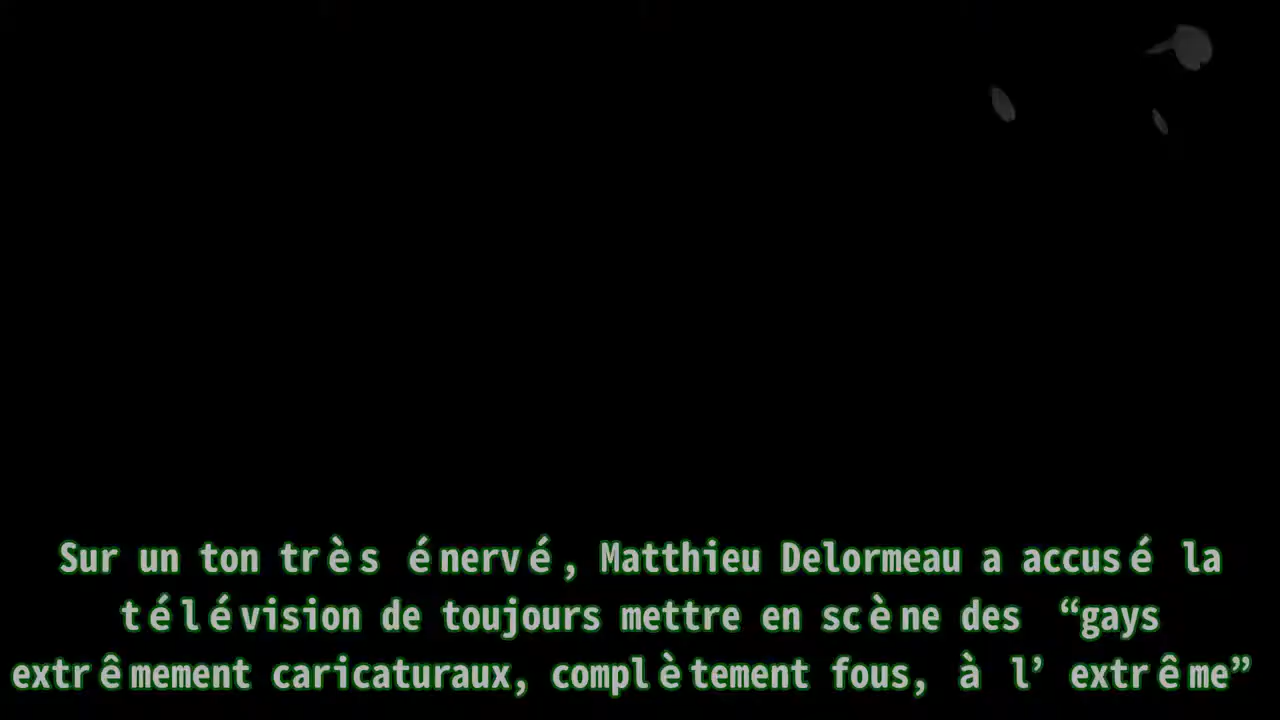 Sur un ton très énervé, Matthieu Delormeau a accusé la
télévision de toujours mettre en scène des “gays
extrêmement caricaturaux, complètement fous, à l’extrême”